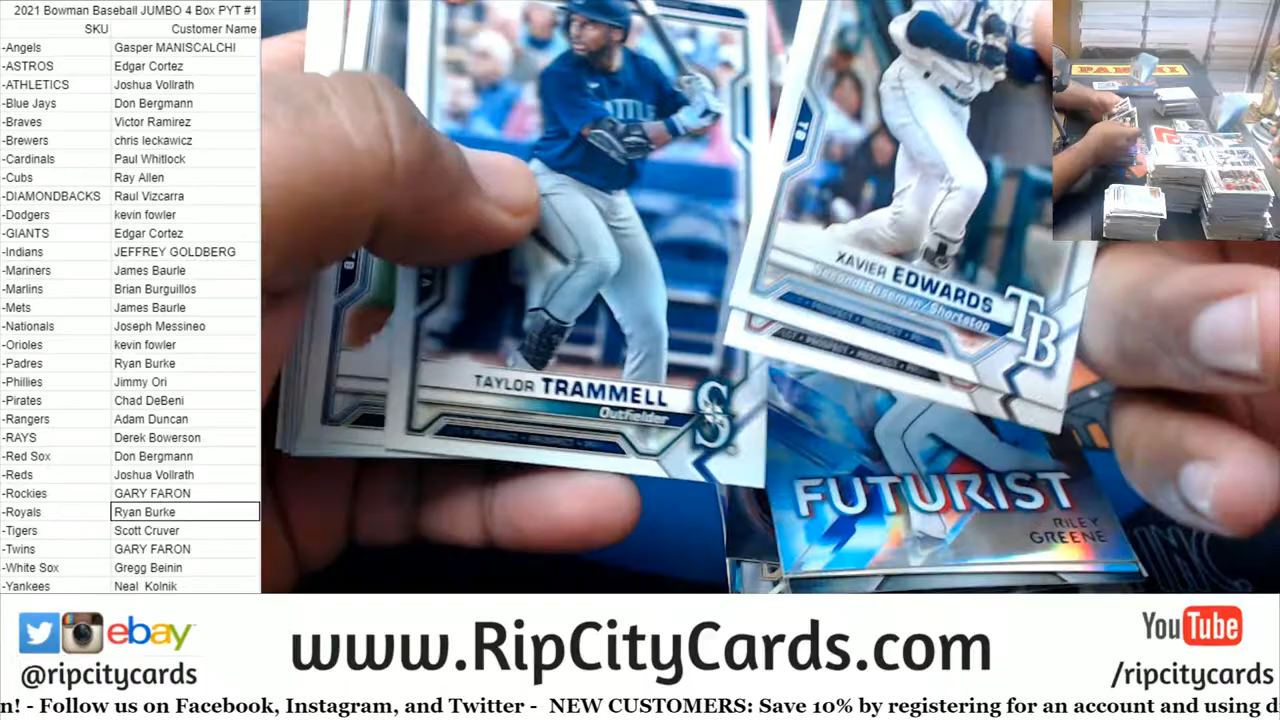 2021 Bowman Baseball JUMBO 4 Box PYT #1
SKU Customer Name
-Angels Gasper MANISCALCHI
-ASTROS Edgar Cortez
-ATHLETICS Joshua Vollrath
-Blue Jays Don Bergmann
-Braves Victor Ramirez
-Brewers chris leckawicz
-Cardinals Paul Whitlock
-Cubs Ray Allen
-DIAMONDBACKS Raul Vizcarra
-Dodgers kevin fowler
-GIANTS Edgar Cortez
-Indians JEFFREY GOLDBERG
-Mariners James Baurle
-Marlins Brian Burguillos
-Mets James Baurle
-Nationals Joseph Messineo
-Orioles kevin fowler
-Padres Ryan Burke
-Phillies Jimmy Ori
-Pirates Chad DeBeni
-Rangers Adam Duncan
-RAYS Derek Bowerson
-Red Sox Don Bergmann
-Reds Joshua Vollrath
-Rockies GARY FARON
-Royals Ryan Burke
-Tigers Scott Cruver
-Twins GARY FARON
-White Sox Gregg Beinin
-Yankees Neal Kolnik
PANINI
SEATTLE
TAYLOR TRAMMELL
Outfielder
S
XAVIER EDWARDS
Second Baseman/Shortstop
TB
FUTURIST
RILEY
GREENE
ebay
@ripcitycards
www.RipCityCards.com
YouTube
/ripcitycards
n! - Follow us on Facebook, Instagram, and Twitter - NEW CUSTOMERS: Save 10% by registering for an account and using d